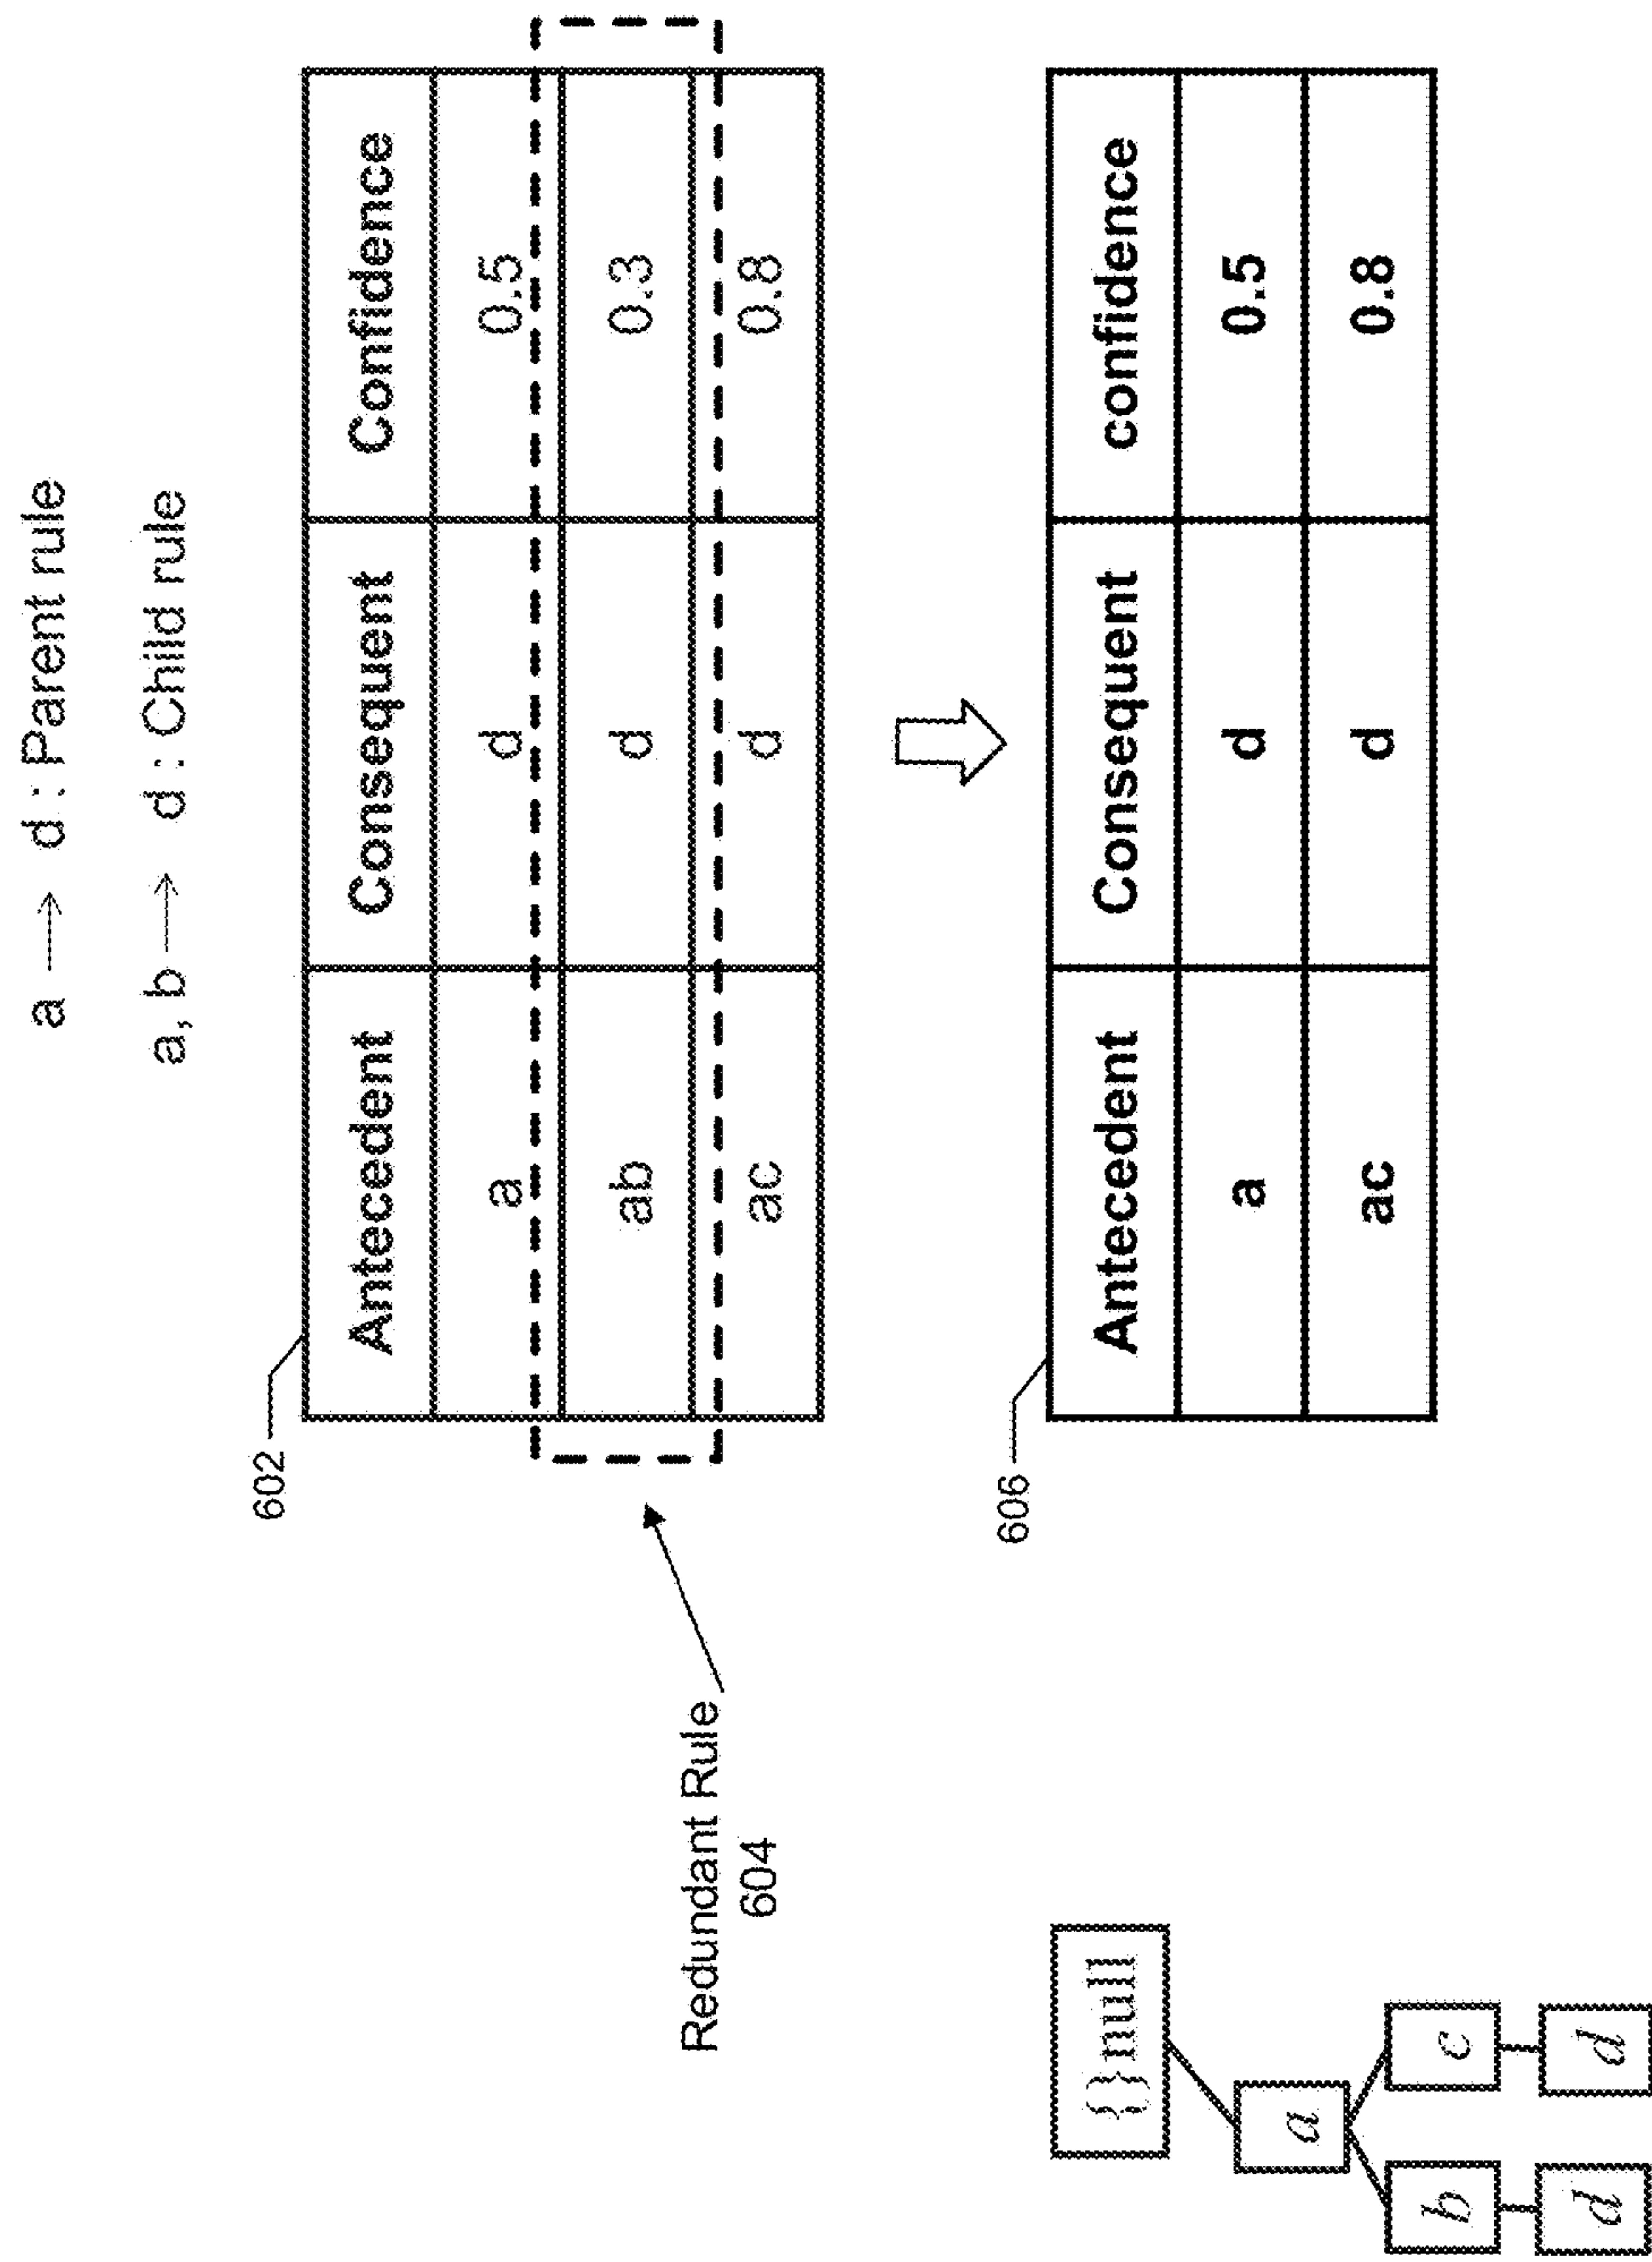 a → d : Parent rule
a, b → d : Child rule
602
Antecedent Consequent Confidence
a d 0.5
ab d 0.3
ac d 0.8
Redundant Rule
604
606
Antecedent Consequent confidence
a d 0.5
ac d 0.8
{}null
a
b c
d d